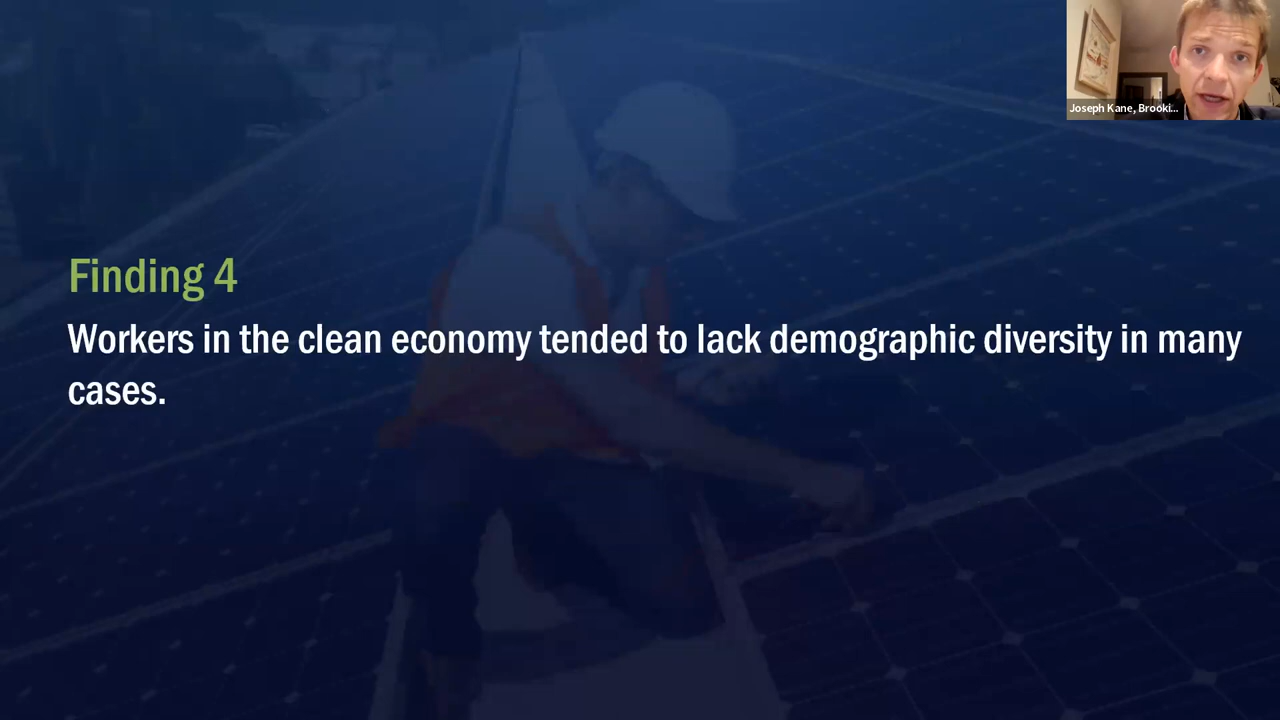 Joseph Kane, Brooki...
Finding 4
Workers in the clean economy tended to lack demographic diversity in many
cases.